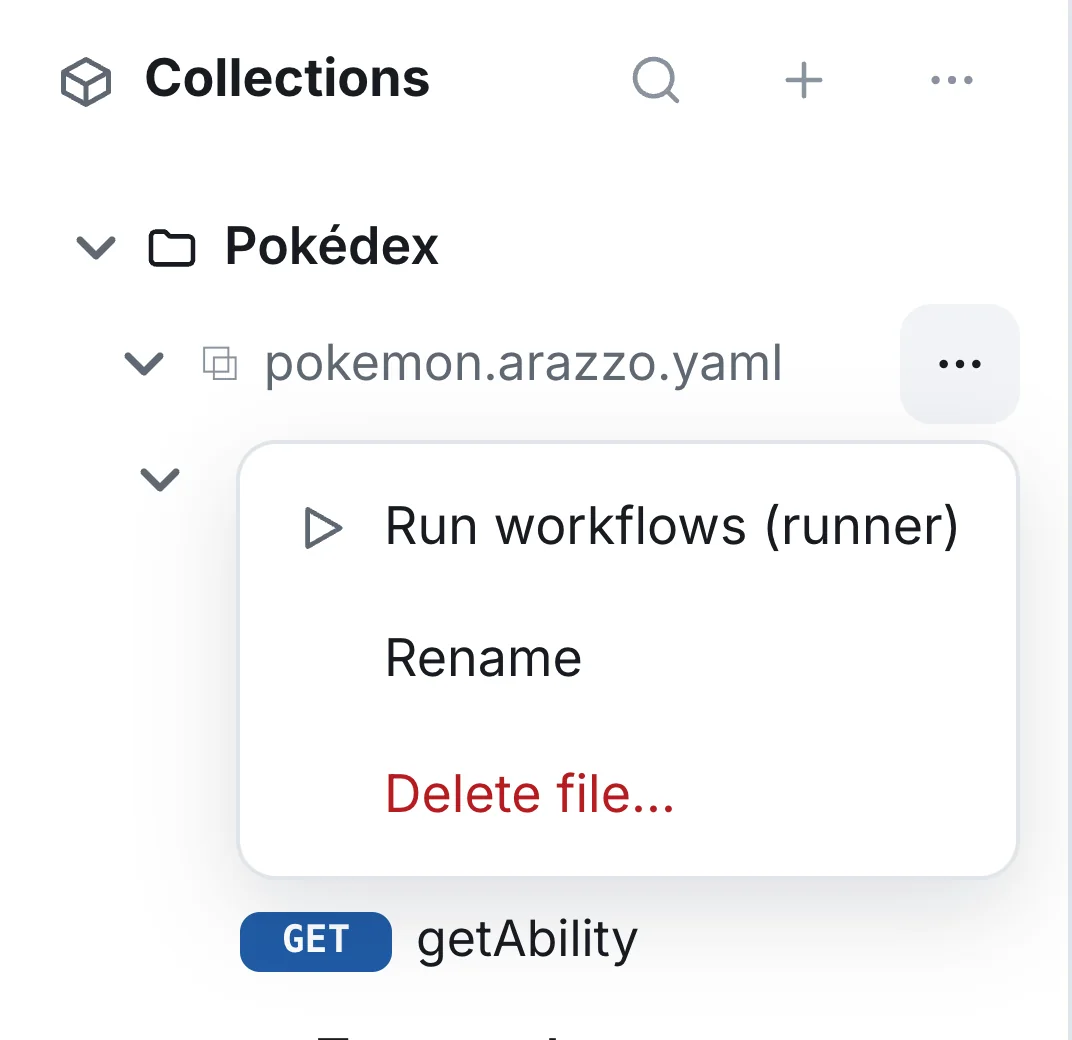 Collections
Pokédex
pokemon.arazzo.yaml
Run workflows (runner)
Rename
Delete file...
GET getAbility